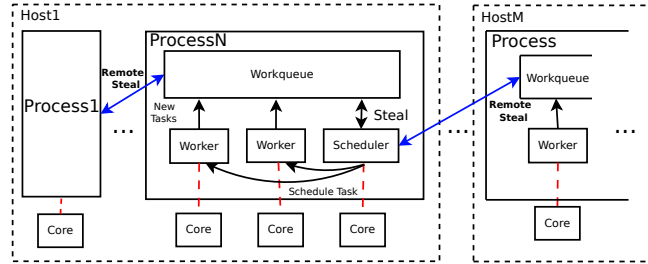 Host1
HostM
ProcessN
Process
Remote
Steal
Workqueue
Workqueue
Process1
New
Tasks
Steal
Remote
Steal
...
...
...
Worker
Worker
Scheduler
Worker
Schedule Task
Core
Core
Core
Core
Core